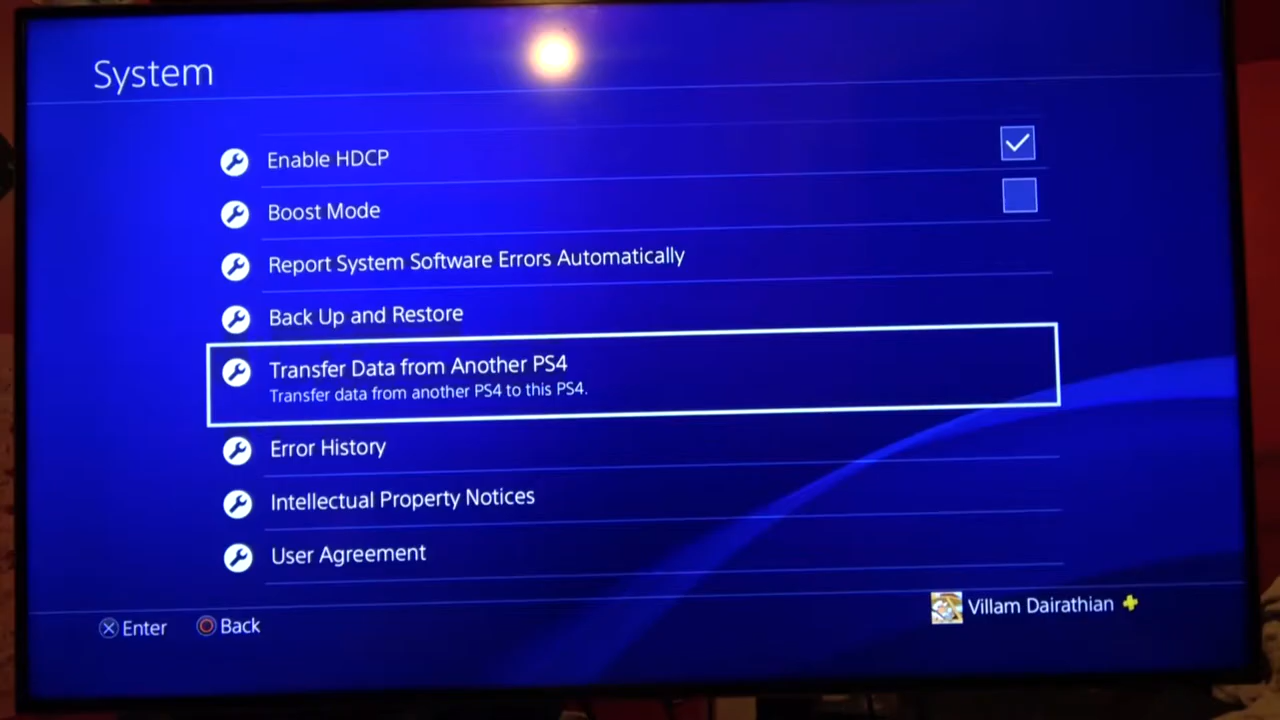 System
Enable HDCP
Boost Mode
Report System Software Errors Automatically
Back Up and Restore
Transfer Data from Another PS4
Transfer data from another PS4 to this PS4.
Error History
Intellectual Property Notices
User Agreement
Enter Back
Villam Dairathian